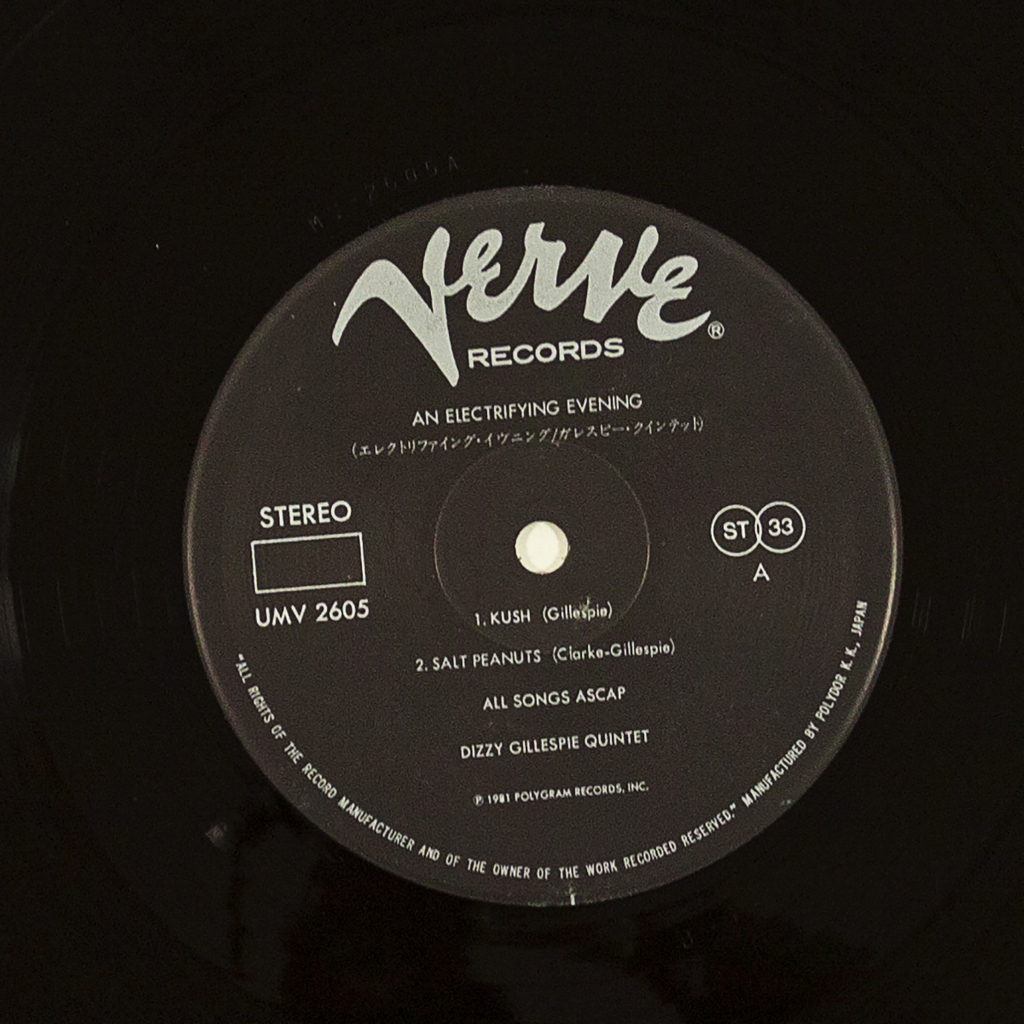 Verve ®
RECORDS
AN ELECTRIFYING EVENING
(エレクトリファイング・イヴニング/ガレスピー・クインテット)
STEREO
UMV 2605
ST 33
A
1. KUSH (Gillespie)
2. SALT PEANUTS (Clarke-Gillespie)
ALL SONGS ASCAP
DIZZY GILLESPIE QUINTET
℗ 1981 POLYGRAM RECORDS, INC.
"ALL RIGHTS OF THE RECORD MANUFACTURER AND OF THE OWNER OF THE WORK RECORDED RESERVED." MANUFACTURED BY POLYDOR K. K., JAPAN